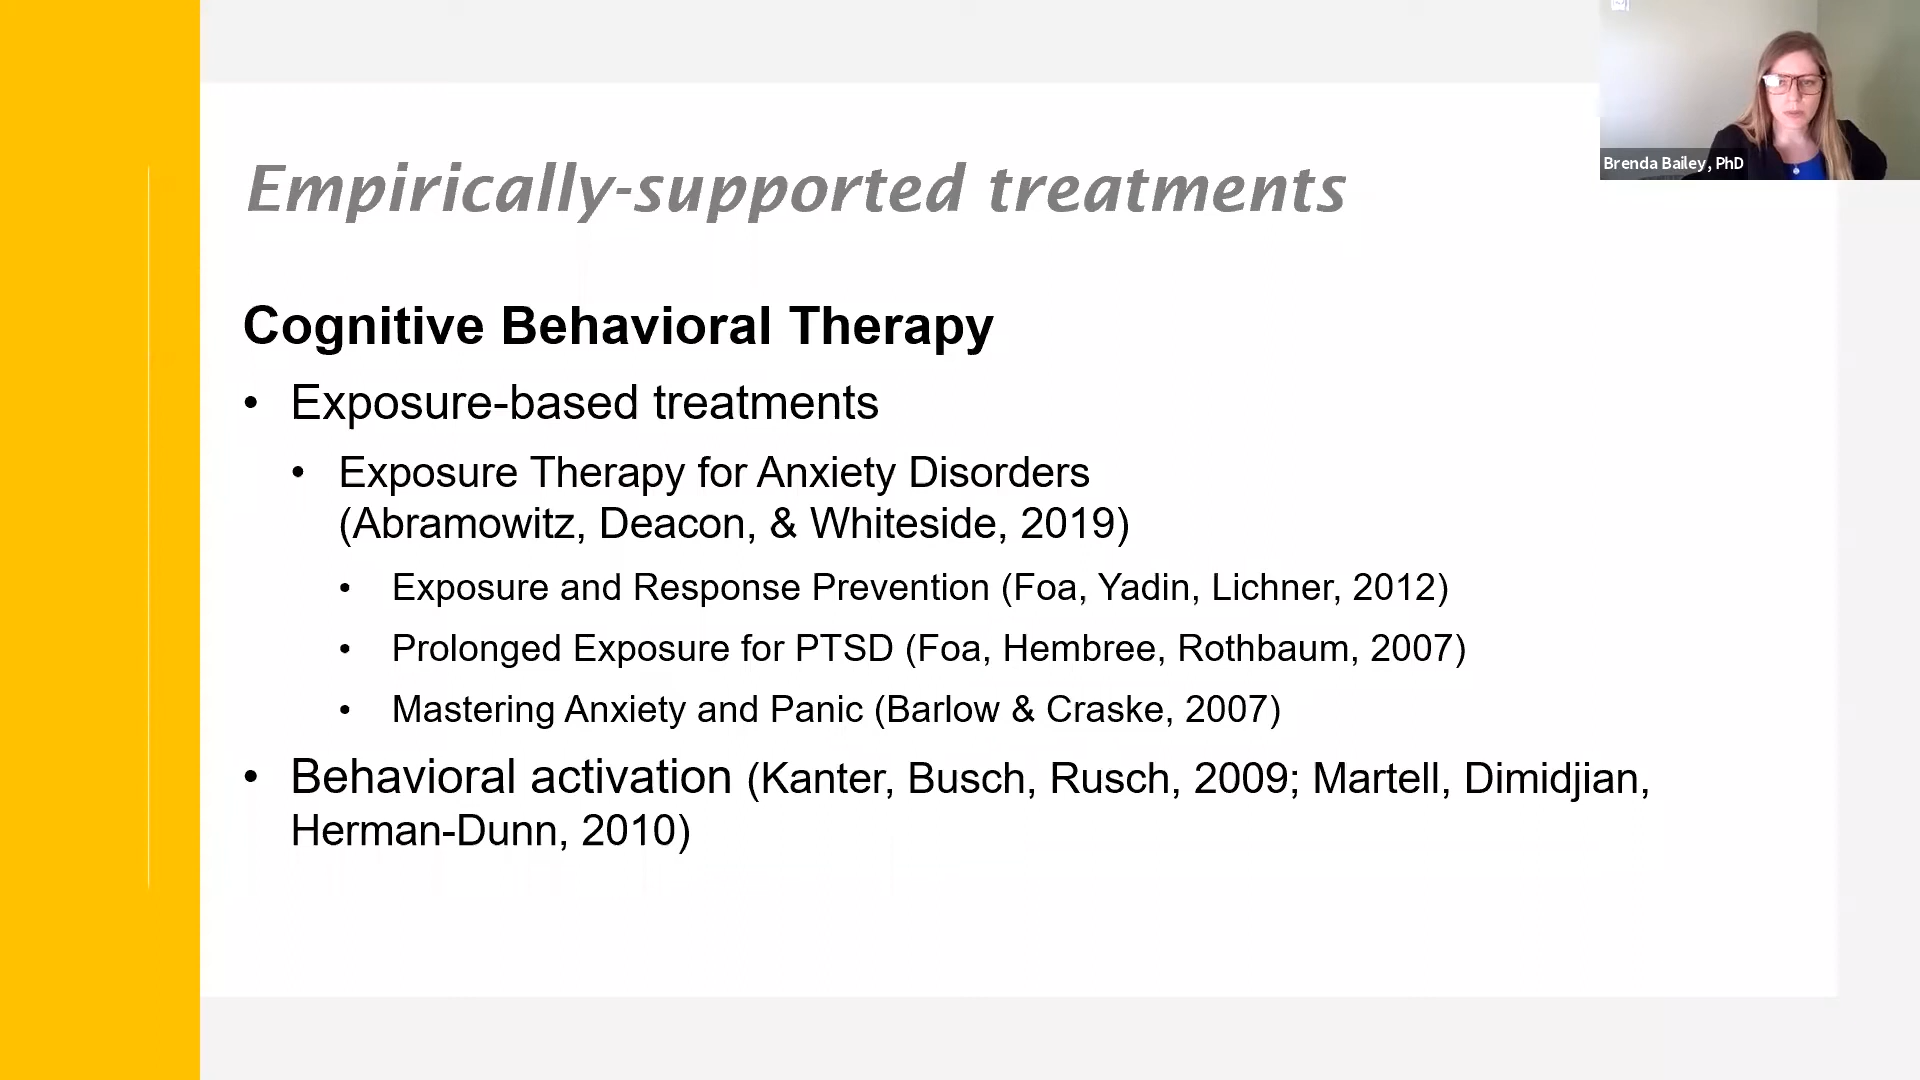 Empirically-supported treatments
Brenda Bailey, PhD
Cognitive Behavioral Therapy
• Exposure-based treatments
• Exposure Therapy for Anxiety Disorders
(Abramowitz, Deacon, & Whiteside, 2019)
• Exposure and Response Prevention (Foa, Yadin, Lichner, 2012)
• Prolonged Exposure for PTSD (Foa, Hembree, Rothbaum, 2007)
• Mastering Anxiety and Panic (Barlow & Craske, 2007)
• Behavioral activation (Kanter, Busch, Rusch, 2009; Martell, Dimidjian,
Herman-Dunn, 2010)